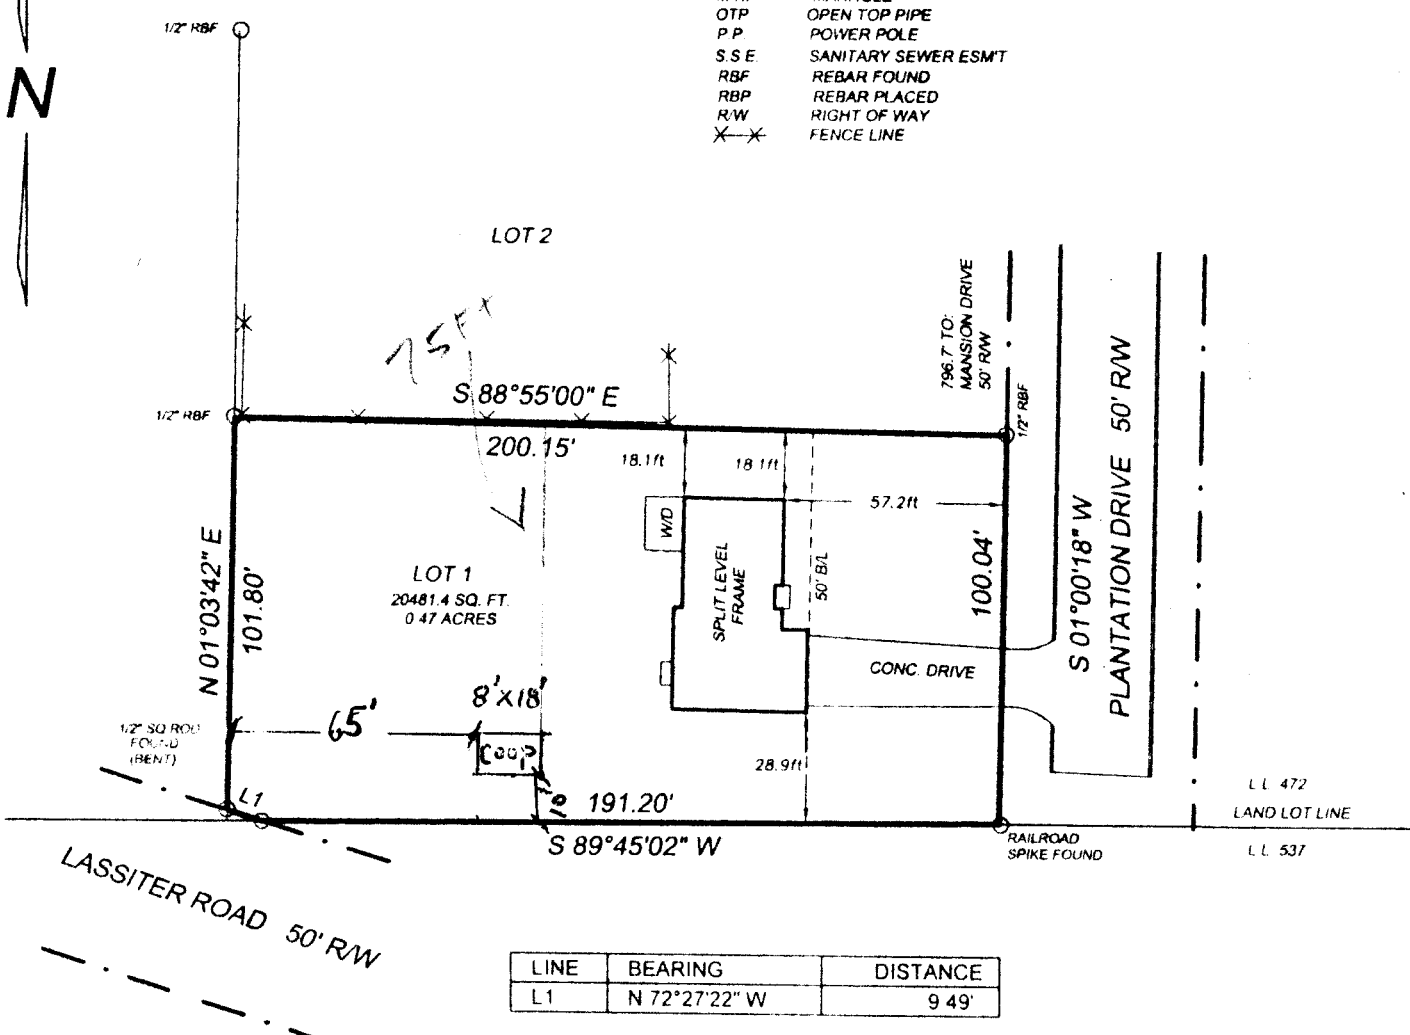 1/2" RBF
N
OTP OPEN TOP PIPE
P.P. POWER POLE
S.S.E. SANITARY SEWER ESM'T
RBF REBAR FOUND
RBP REBAR PLACED
R/W RIGHT OF WAY
X—X FENCE LINE
LOT 2
75 FT
796.7' TO:
MANSION DRIVE
50' R/W
1/2" RBF
S 88°55'00" E
200.15'
1/2" RBF
18.1ft
18.1ft
57.2ft
W/D
SPLIT LEVEL
FRAME
50' B/L
LOT 1
20481.4 SQ. FT.
0.47 ACRES
N 01°03'42" E
101.80'
100.04'
S 01°00'18" W
PLANTATION DRIVE 50' R/W
CONC. DRIVE
8'X18'
65'
COOP
10
1/2" SQ ROD
FOUND
(BENT)
28.9ft
L1
191.20'
S 89°45'02" W
RAILROAD
SPIKE FOUND
L.L. 472
LAND LOT LINE
L.L. 537
LASSITER ROAD 50' R/W
LINE BEARING DISTANCE
L1 N 72°27'22" W 9.49'